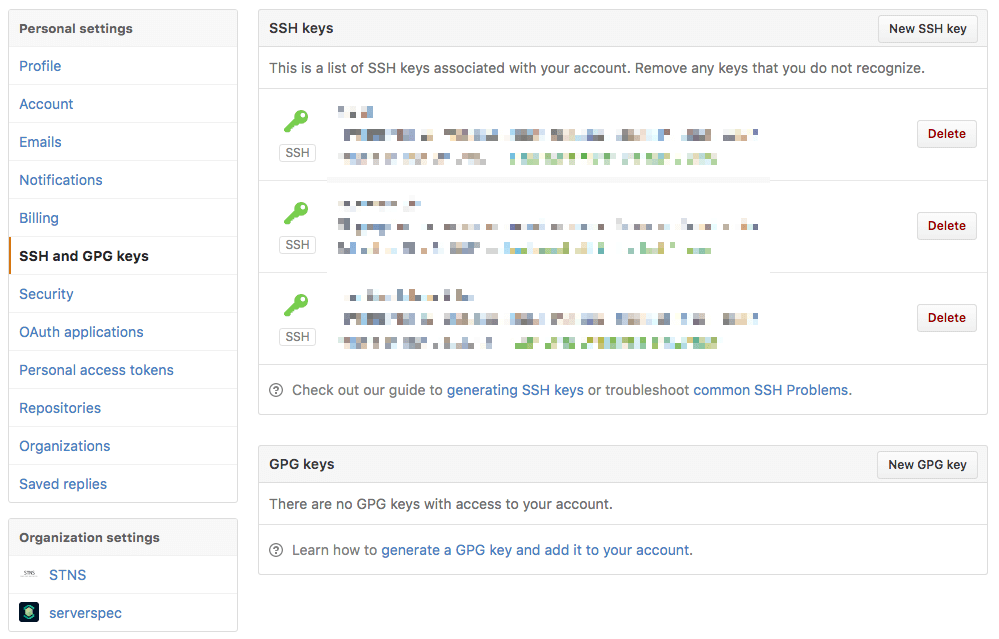 Personal settings
Profile
Account
Emails
Notifications
Billing
SSH and GPG keys
Security
OAuth applications
Personal access tokens
Repositories
Organizations
Saved replies
Organization settings
STNS STNS
serverspec
SSH keys New SSH key
This is a list of SSH keys associated with your account. Remove any keys that you do not recognize.
SSH Delete
SSH Delete
SSH Delete
Check out our guide to generating SSH keys or troubleshoot common SSH Problems.
GPG keys New GPG key
There are no GPG keys with access to your account.
Learn how to generate a GPG key and add it to your account.